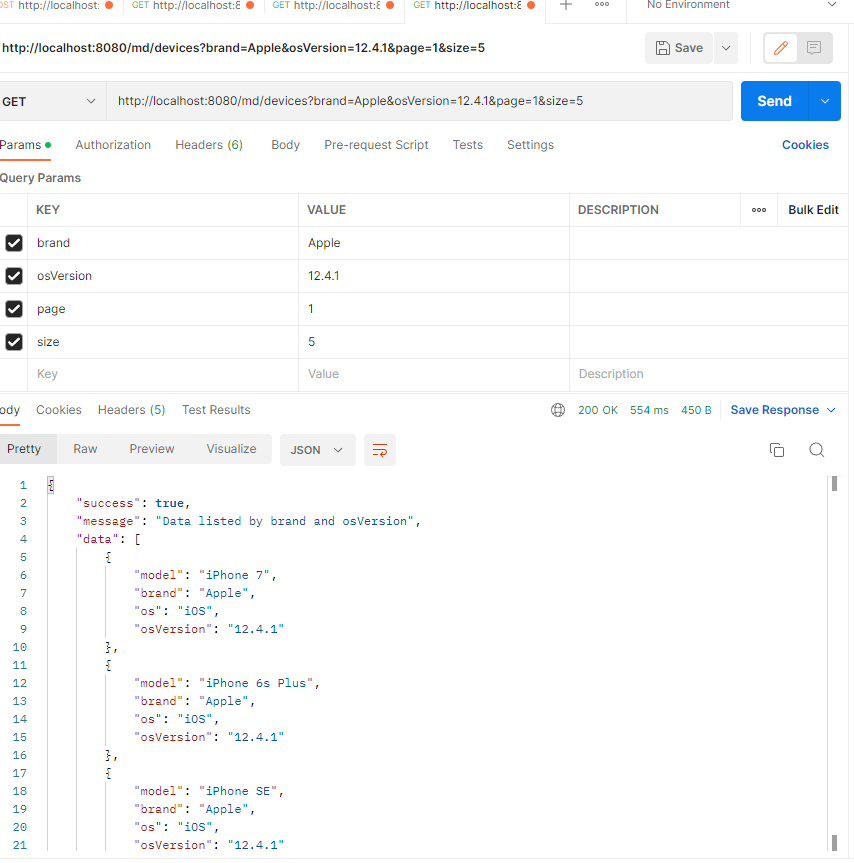 OST http://localhost:8 GET http://localhost:8 GET http://localhost:8 GET http://localhost:8 + ooo No Environment
http://localhost:8080/md/devices?brand=Apple&osVersion=12.4.1&page=1&size=5 Save
GET http://localhost:8080/md/devices?brand=Apple&osVersion=12.4.1&page=1&size=5 Send
Params Authorization Headers (6) Body Pre-request Script Tests Settings Cookies
Query Params
KEY VALUE DESCRIPTION ooo Bulk Edit
brand Apple
osVersion 12.4.1
page 1
size 5
Key Value Description
ody Cookies Headers (5) Test Results 200 OK 554 ms 450 B Save Response
Pretty Raw Preview Visualize JSON
1 {
2 "success": true,
3 "message": "Data listed by brand and osVersion",
4 "data": [
5 {
6 "model": "iPhone 7",
7 "brand": "Apple",
8 "os": "iOS",
9 "osVersion": "12.4.1"
10 },
11 {
12 "model": "iPhone 6s Plus",
13 "brand": "Apple",
14 "os": "iOS",
15 "osVersion": "12.4.1"
16 },
17 {
18 "model": "iPhone SE",
19 "brand": "Apple",
20 "os": "iOS",
21 "osVersion": "12.4.1"